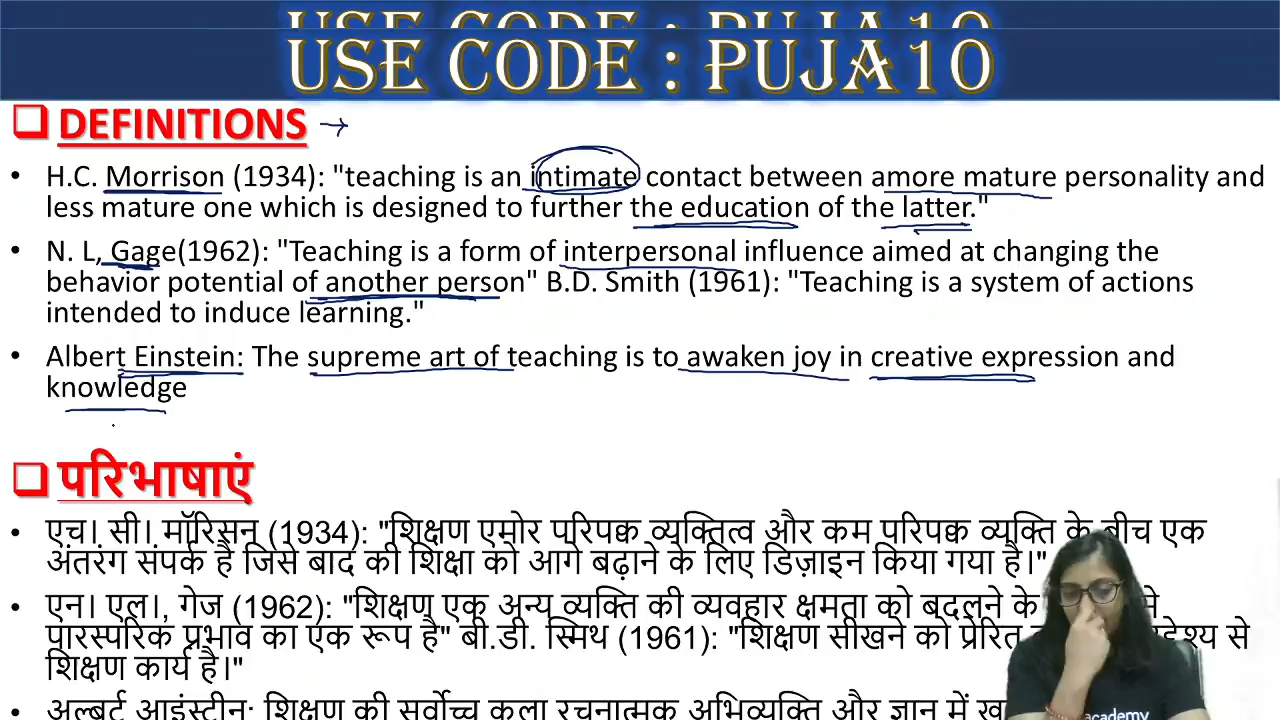 USE CODE : PUJA10
USE CODE : PUJA10
DEFINITIONS
• H.C. Morrison (1934): "teaching is an intimate contact between amore mature personality and
less mature one which is designed to further the education of the latter."
• N. L, Gage(1962): "Teaching is a form of interpersonal influence aimed at changing the
behavior potential of another person" B.D. Smith (1961): "Teaching is a system of actions
intended to induce learning."
• Albert Einstein: The supreme art of teaching is to awaken joy in creative expression and
knowledge
परिभाषाएं
• एच। सी। मॉरिसन (1934): "शिक्षण एमोर परिपक्व व्यक्तित्व और कम परिपक्व व्यक्ति के बीच एक
अंतरंग संपर्क है जिसे बाद की शिक्षा को आगे बढ़ाने के लिए डिज़ाइन किया गया है।"
• एन। एल।, गेज (1962): "शिक्षण एक अन्य व्यक्ति की व्यवहार क्षमता को बदलने के से
पारस्परिक प्रभाव का एक रूप है" बी.डी. स्मिथ (1961): "शिक्षण सीखने को प्रेरित उद्देश्य से
शिक्षण कार्य है।"
• अल्बर्ट आइंस्टीन: शिक्षण की सर्वोच्च कला रचनात्मक अभिव्यक्ति और ज्ञान में
academy